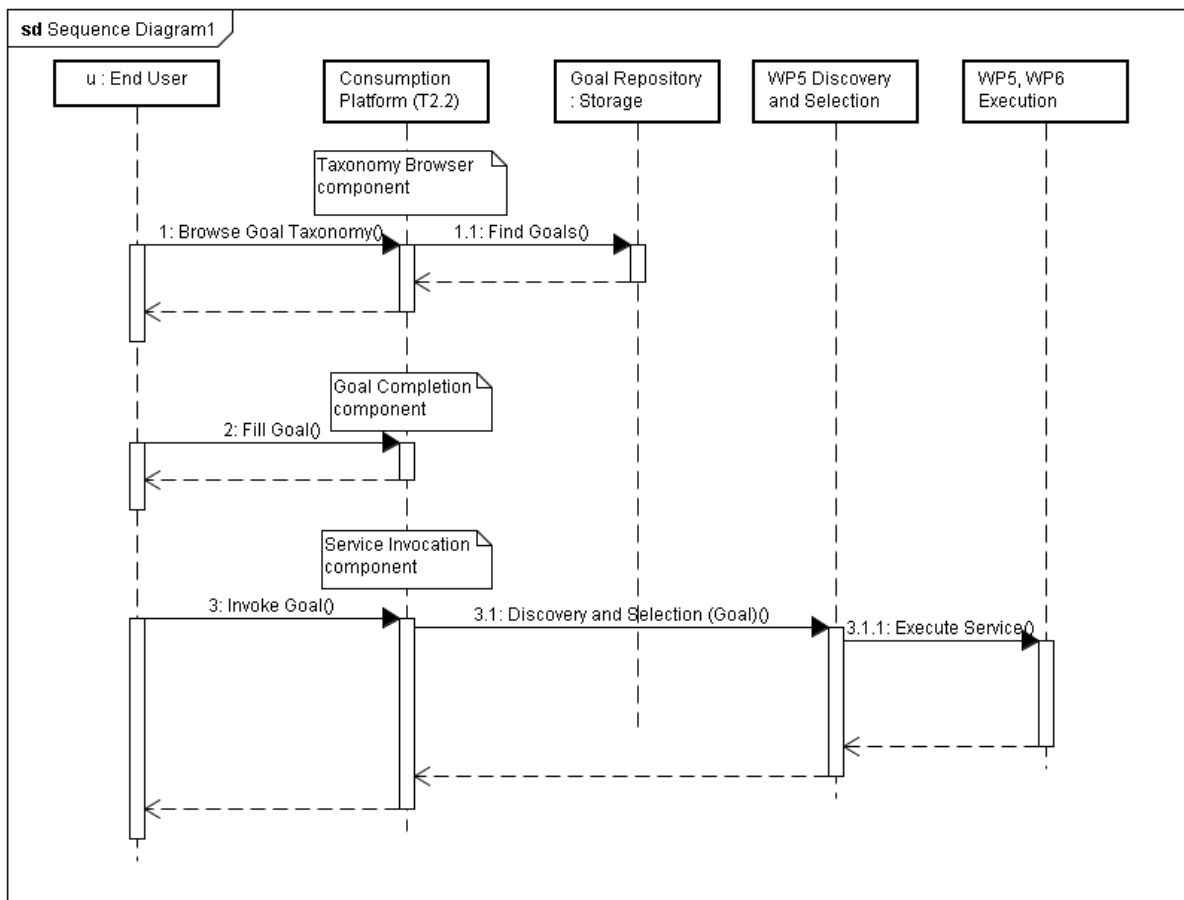 sd Sequence Diagram1
u : End User
Consumption
Platform (T2.2)
Goal Repository
: Storage
WP5 Discovery
and Selection
WP5, WP6
Execution
Taxonomy Browser
component
1: Browse Goal Taxonomy()
1.1: Find Goals()
Goal Completion
component
2: Fill Goal()
Service Invocation
component
3: Invoke Goal()
3.1: Discovery and Selection (Goal)()
3.1.1: Execute Service()